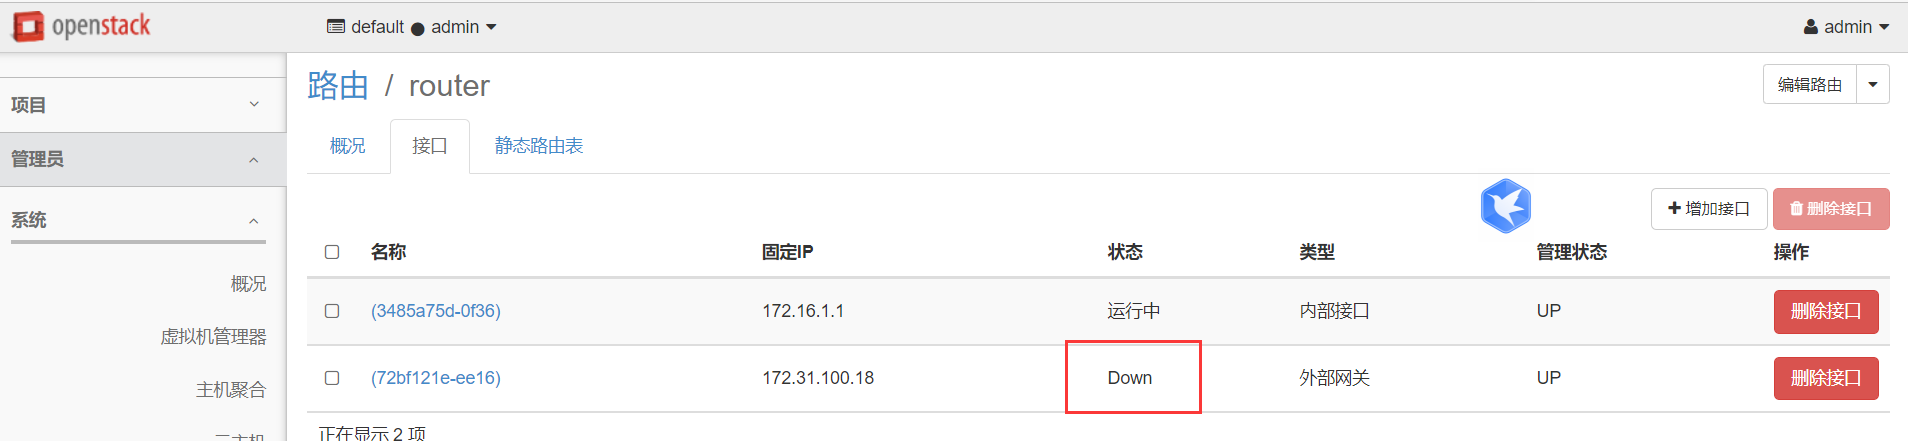 openstack default ● admin admin
路由 / router 编辑路由
项目
概况 接口 静态路由表
管理员
+ 增加接口 删除接口
系统
名称 固定IP 状态 类型 管理状态 操作
概况
(3485a75d-0f36) 172.16.1.1 运行中 内部接口 UP 删除接口
虚拟机管理器
(72bf121e-ee16) 172.31.100.18 Down 外部网关 UP 删除接口
主机聚合
正在显示 2 项